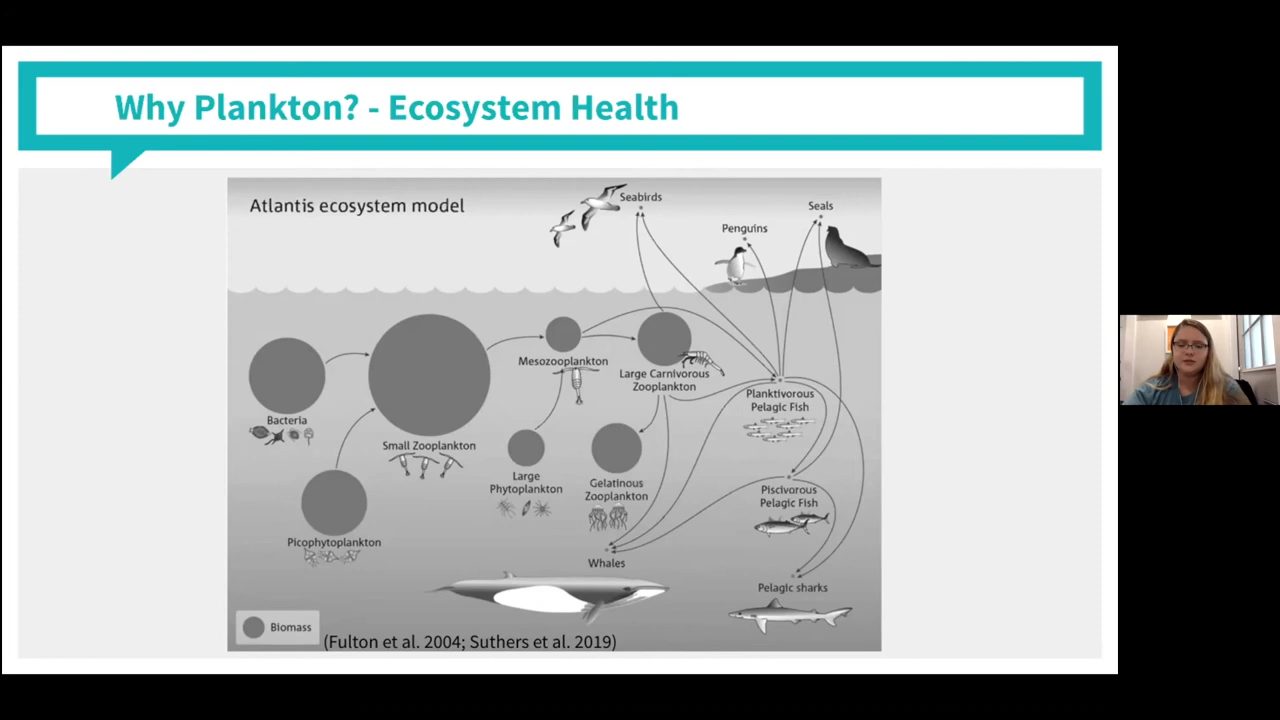 Why Plankton? - Ecosystem Health
Atlantis ecosystem model
Seabirds
Seals
Penguins
Mesozooplankton
Large Carnivorous
Zooplankton
Planktivorous
Pelagic Fish
Bacteria
Small Zooplankton
Large
Phytoplankton
Gelatinous
Zooplankton
Piscivorous
Pelagic Fish
Picophytoplankton
Whales
Pelagic sharks
Biomass
(Fulton et al. 2004; Suthers et al. 2019)